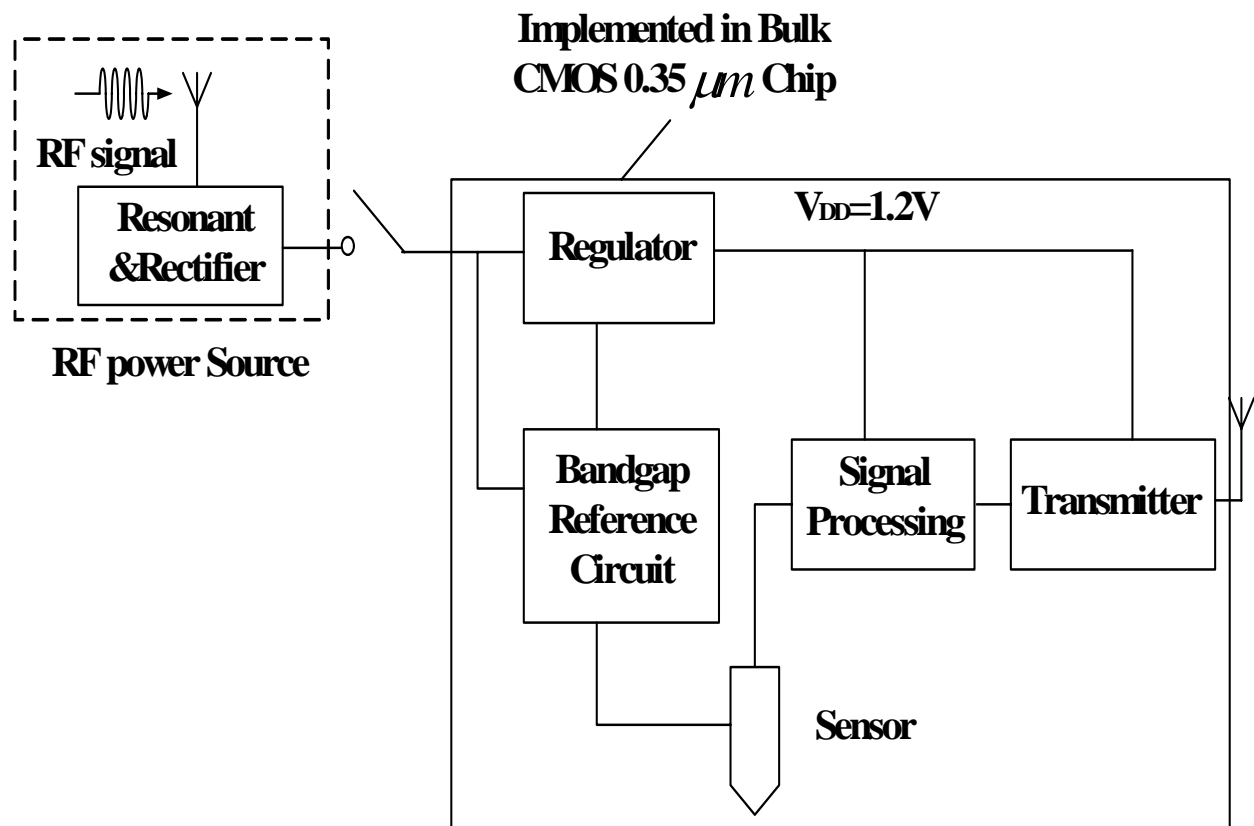 Implemented in Bulk
CMOS 0.35 μm Chip
RF signal
Resonant
&Rectifier
RF power Source
Regulator
VDD=1.2V
Bandgap
Reference
Circuit
Signal
Processing
Transmitter
Sensor